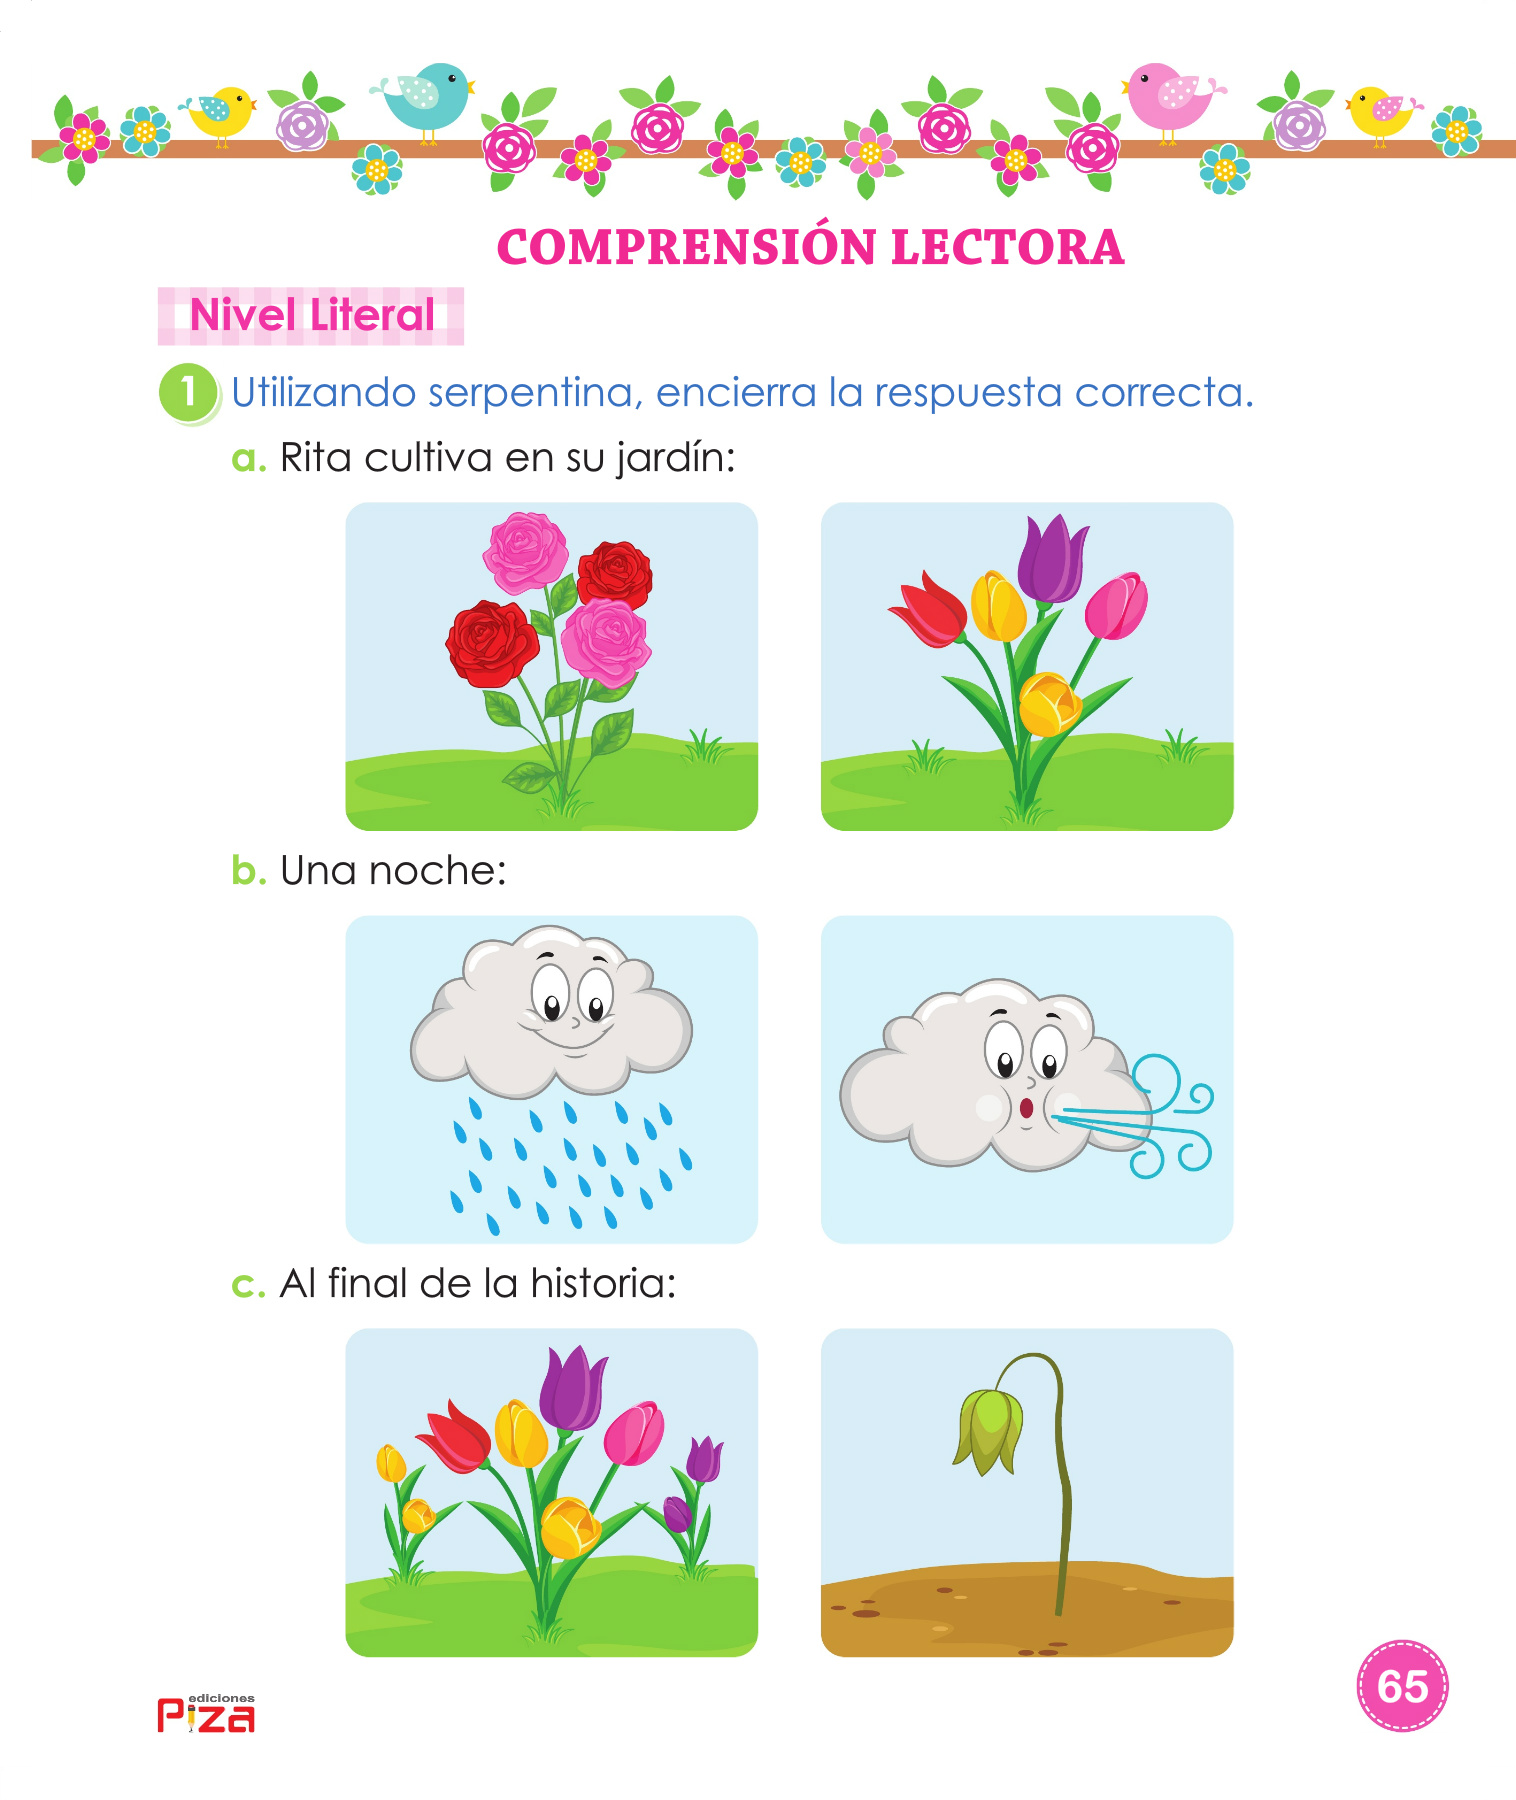 COMPRENSIÓN LECTORA
Nivel Literal
1 Utilizando serpentina, encierra la respuesta correcta.
a. Rita cultiva en su jardín:
b. Una noche:
c. Al final de la historia:
ediciones
Piza
65